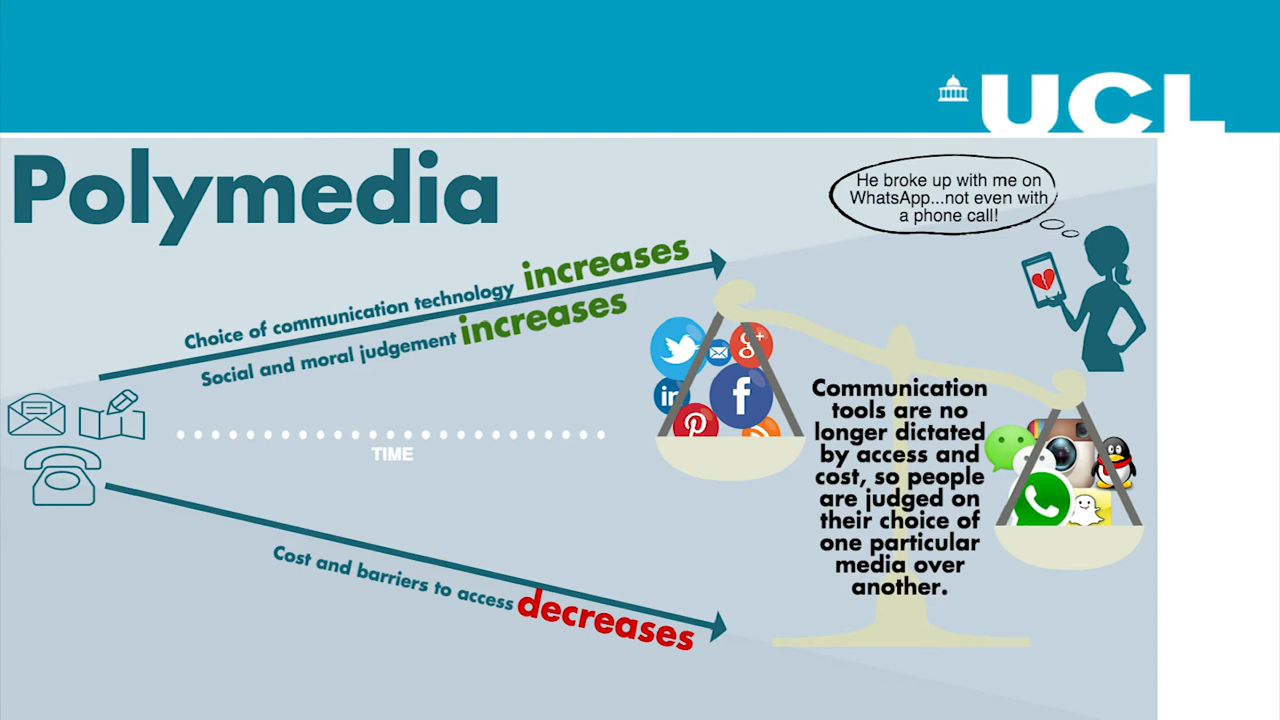 UCL
Polymedia
He broke up with me on
WhatsApp...not even with
a phone call!
Choice of communication technology increases
Social and moral judgement increases
TIME
Cost and barriers to access decreases
g+
in
f
Communication
tools are no
longer dictated
by access and
cost, so people
are judged on
their choice of
one particular
media over
another.